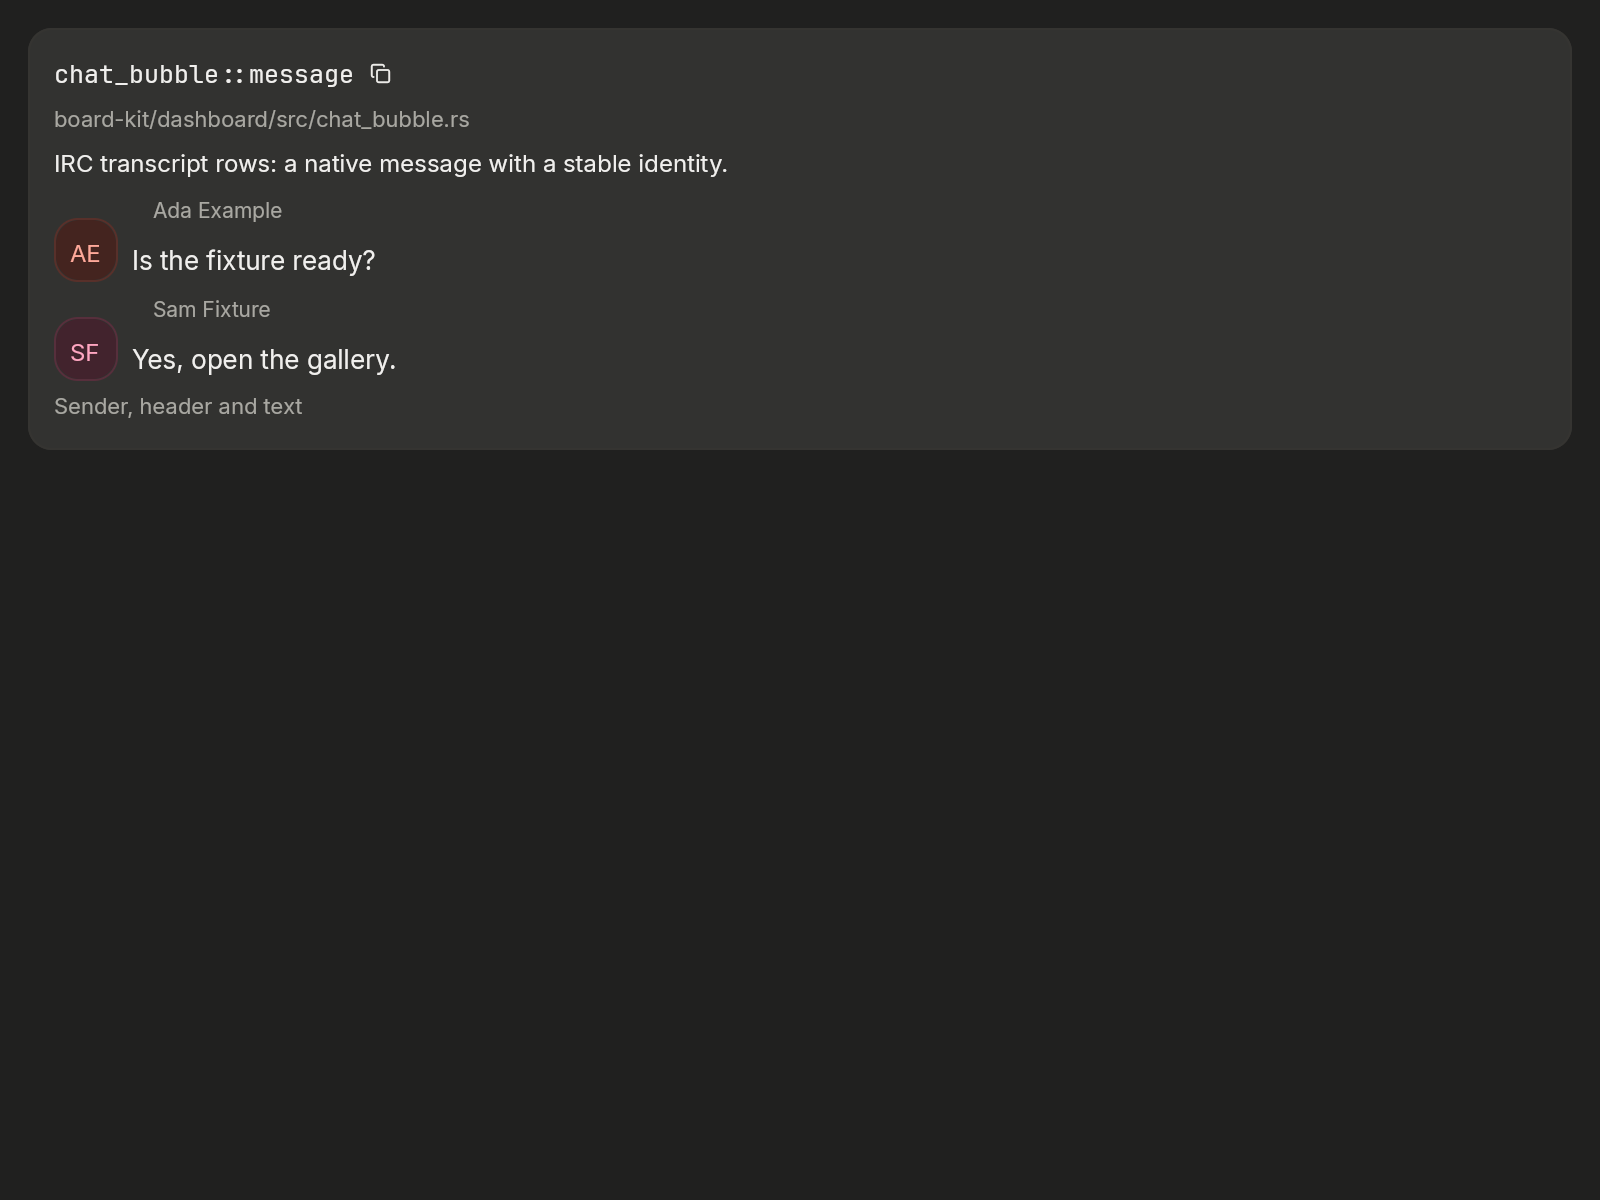 chat_bubble::message
board-kit/dashboard/src/chat_bubble.rs
IRC transcript rows: a native message with a stable identity.
Ada Example
AE
Is the fixture ready?
Sam Fixture
SF
Yes, open the gallery.
Sender, header and text